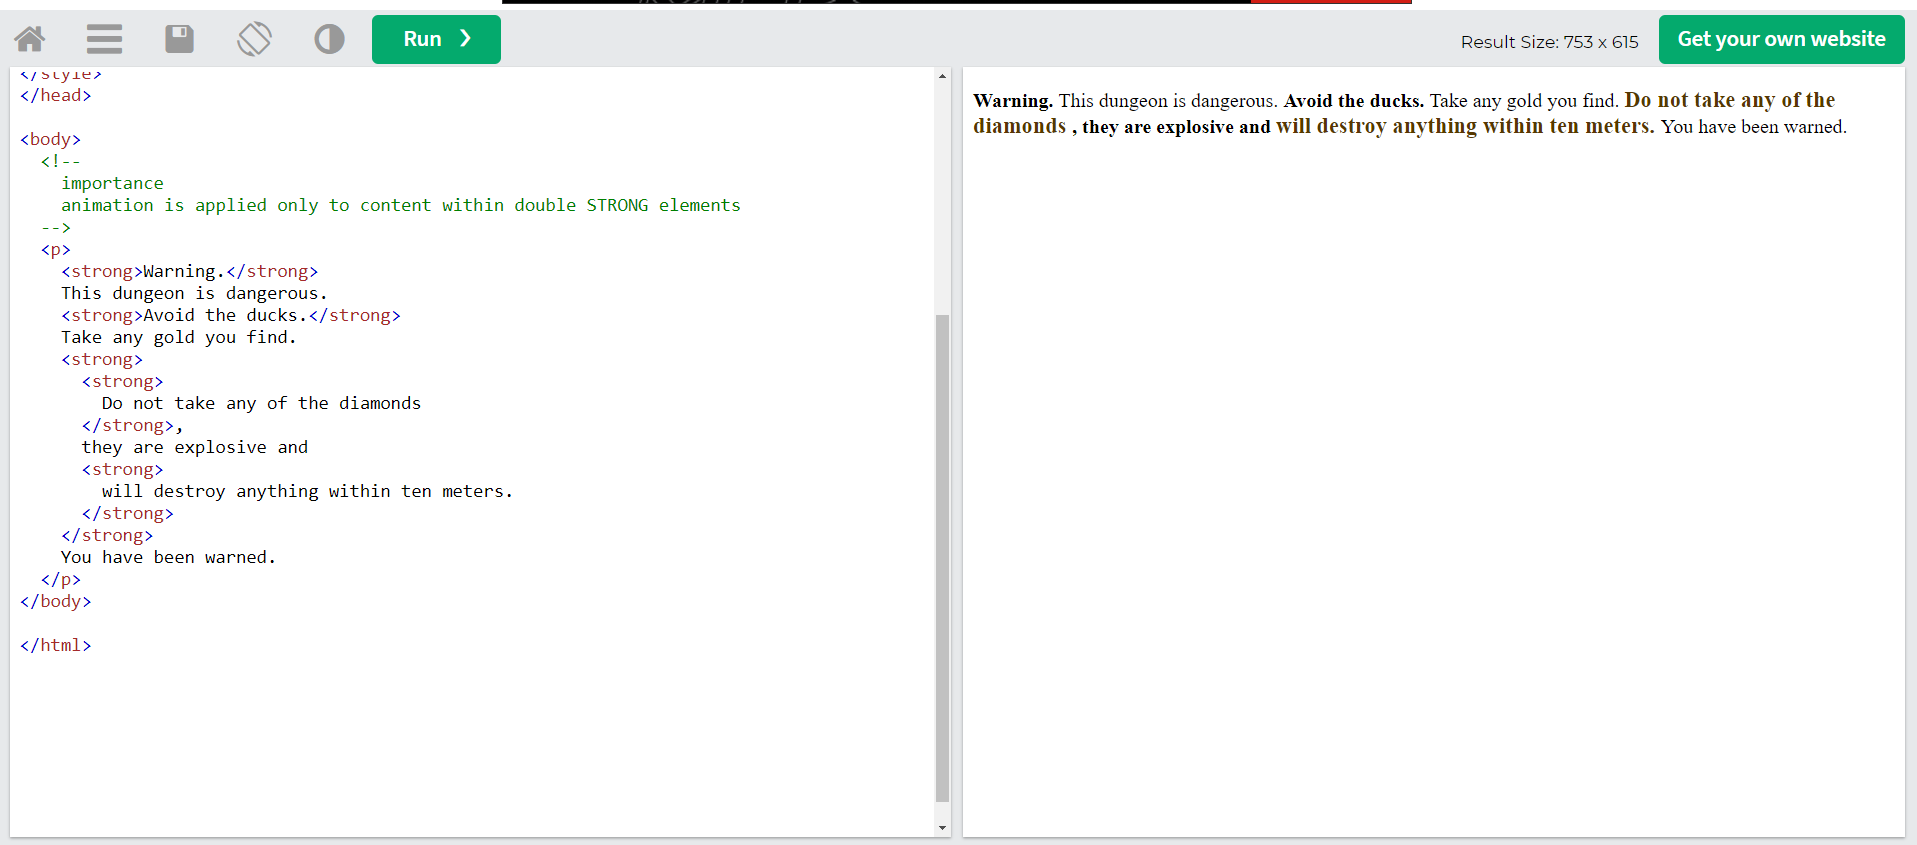 Run ❯
Result Size: 753 x 615
Get your own website
</style>
</head>
<body>
<!--
importance
animation is applied only to content within double STRONG elements
-->
<p>
<strong>Warning.</strong>
This dungeon is dangerous.
<strong>Avoid the ducks.</strong>
Take any gold you find.
<strong>
<strong>
Do not take any of the diamonds
</strong>,
they are explosive and
<strong>
will destroy anything within ten meters.
</strong>
</strong>
You have been warned.
</p>
</body>
</html>
Warning. This dungeon is dangerous. Avoid the ducks. Take any gold you find. Do not take any of the
diamonds , they are explosive and will destroy anything within ten meters. You have been warned.